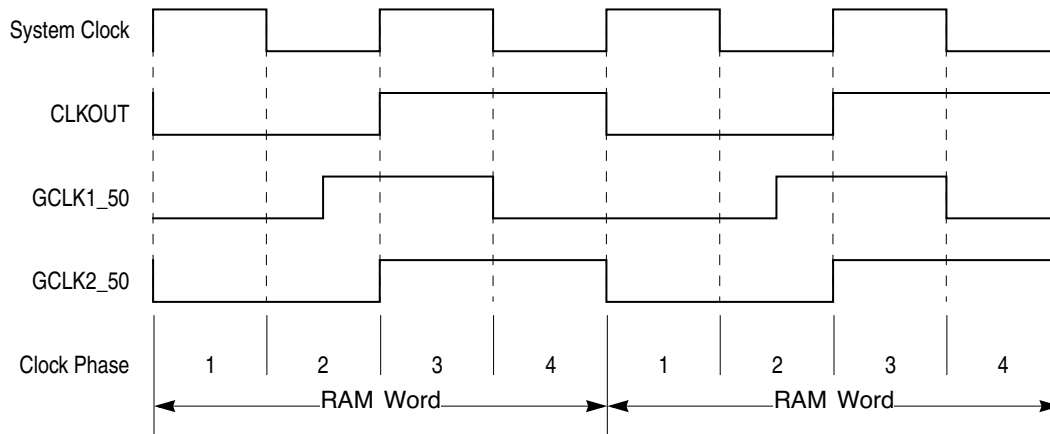 System Clock
CLKOUT
GCLK1_50
GCLK2_50
Clock Phase 1 2 3 4 1 2 3 4
RAM Word RAM Word